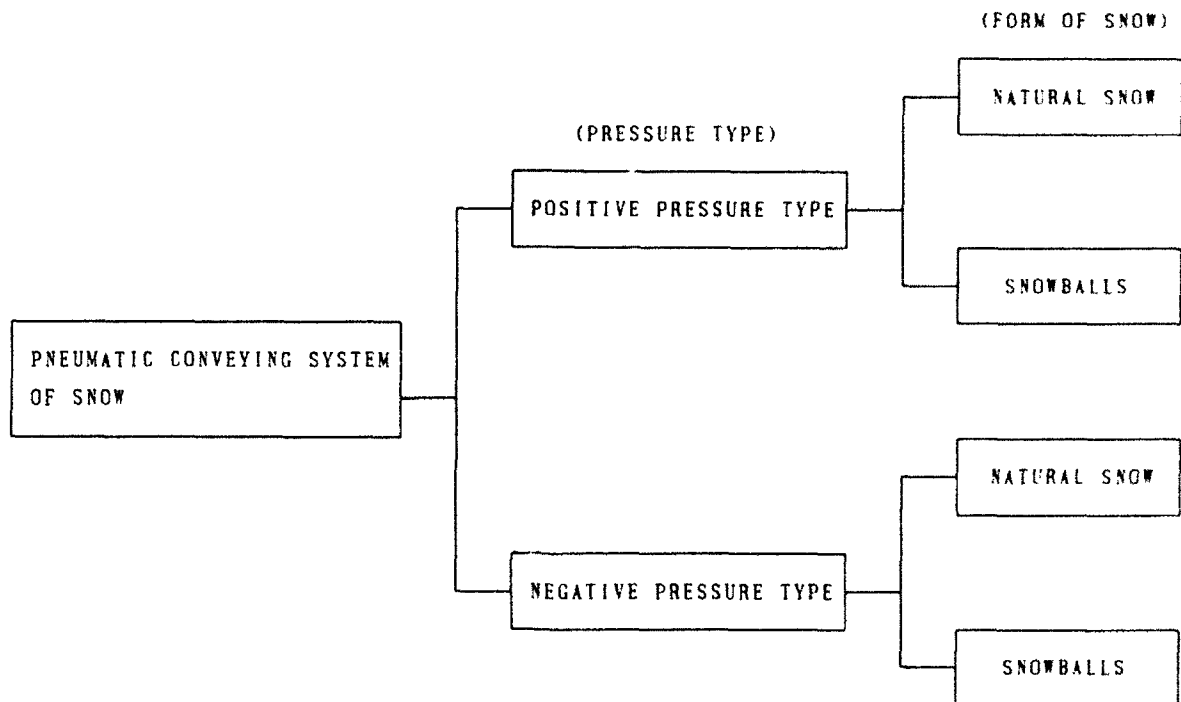 (FORM OF SNOW)
NATURAL SNOW
(PRESSURE TYPE)
POSITIVE PRESSURE TYPE
SNOWBALLS
PNEUMATIC CONVEYING SYSTEM
OF SNOW
NATURAL SNOW
NEGATIVE PRESSURE TYPE
SNOWBALLS